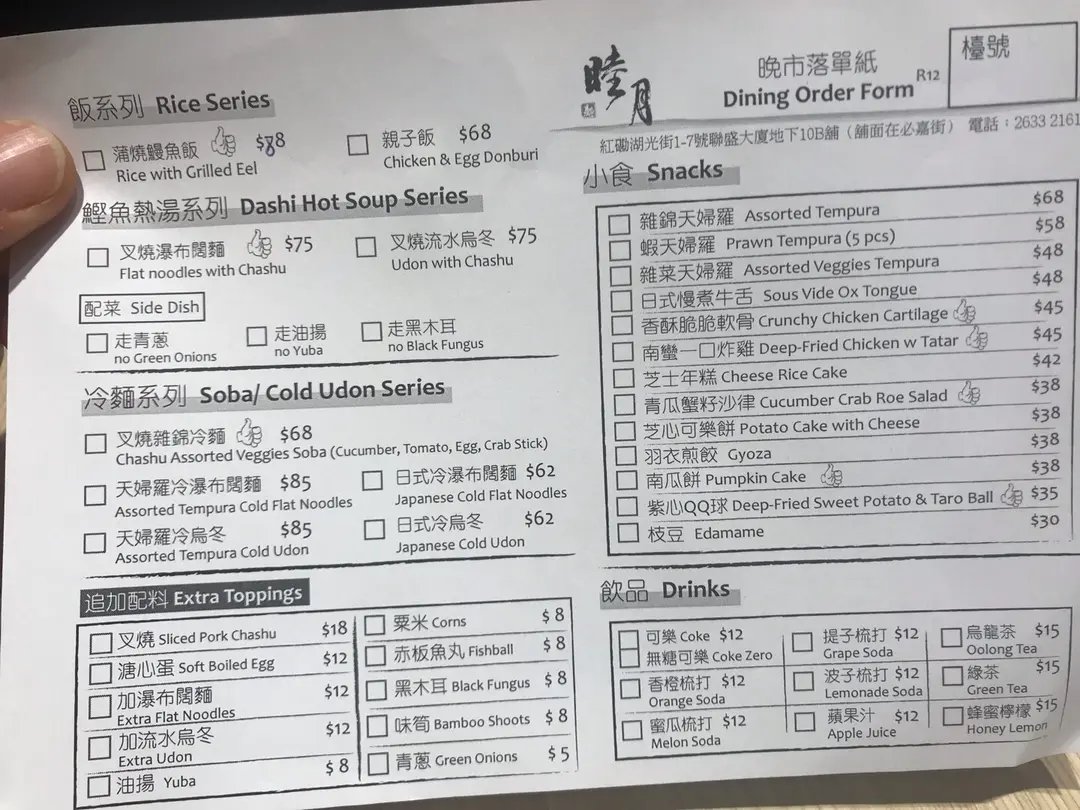 飯系列 Rice Series
蒲燒鰻魚飯 $88
Rice with Grilled Eel
親子飯 $68
Chicken & Egg Donburi
鰹魚熱湯系列 Dashi Hot Soup Series
叉燒瀑布闊麵 $75
Flat noodles with Chashu
叉燒流水烏冬 $75
Udon with Chashu
配菜 Side Dish
走青蔥
no Green Onions
走油揚
no Yuba
走黑木耳
no Black Fungus
冷麵系列 Soba/ Cold Udon Series
叉燒雜錦冷麵 $68
Chashu Assorted Veggies Soba (Cucumber, Tomato, Egg, Crab Stick)
天婦羅冷瀑布闊麵 $85
Assorted Tempura Cold Flat Noodles
日式冷瀑布闊麵 $62
Japanese Cold Flat Noodles
天婦羅冷烏冬 $85
Assorted Tempura Cold Udon
日式冷烏冬 $62
Japanese Cold Udon
追加配料 Extra Toppings
叉燒 Sliced Pork Chashu $18
溏心蛋 Soft Boiled Egg $12
加瀑布闊麵 $12
Extra Flat Noodles
加流水烏冬 $12
Extra Udon
油揚 Yuba $ 8
粟米 Corns $ 8
赤板魚丸 Fishball $ 8
黑木耳 Black Fungus $ 8
味筍 Bamboo Shoots $ 8
青蔥 Green Onions $ 5
睦月
晚市落單紙
Dining Order Form R12
檯號
紅磡湖光街1-7號聯盛大廈地下10B舖（舖面在必嘉街） 電話：2633 2161
小食 Snacks
雜錦天婦羅 Assorted Tempura $68
蝦天婦羅 Prawn Tempura (5 pcs) $58
雜菜天婦羅 Assorted Veggies Tempura $48
日式慢煮牛舌 Sous Vide Ox Tongue $48
香酥脆脆軟骨 Crunchy Chicken Cartilage $45
南蠻一口炸雞 Deep-Fried Chicken w Tatar $45
芝士年糕 Cheese Rice Cake $42
青瓜蟹籽沙律 Cucumber Crab Roe Salad $38
芝心可樂餅 Potato Cake with Cheese $38
羽衣煎餃 Gyoza $38
南瓜餅 Pumpkin Cake $38
紫心QQ球 Deep-Fried Sweet Potato & Taro Ball $35
枝豆 Edamame $30
飲品 Drinks
可樂 Coke $12
無糖可樂 Coke Zero
香橙梳打 $12
Orange Soda
蜜瓜梳打 $12
Melon Soda
提子梳打 $12
Grape Soda
波子梳打 $12
Lemonade Soda
蘋果汁 $12
Apple Juice
烏龍茶 $15
Oolong Tea
綠茶 $15
Green Tea
蜂蜜檸檬 $15
Honey Lemon